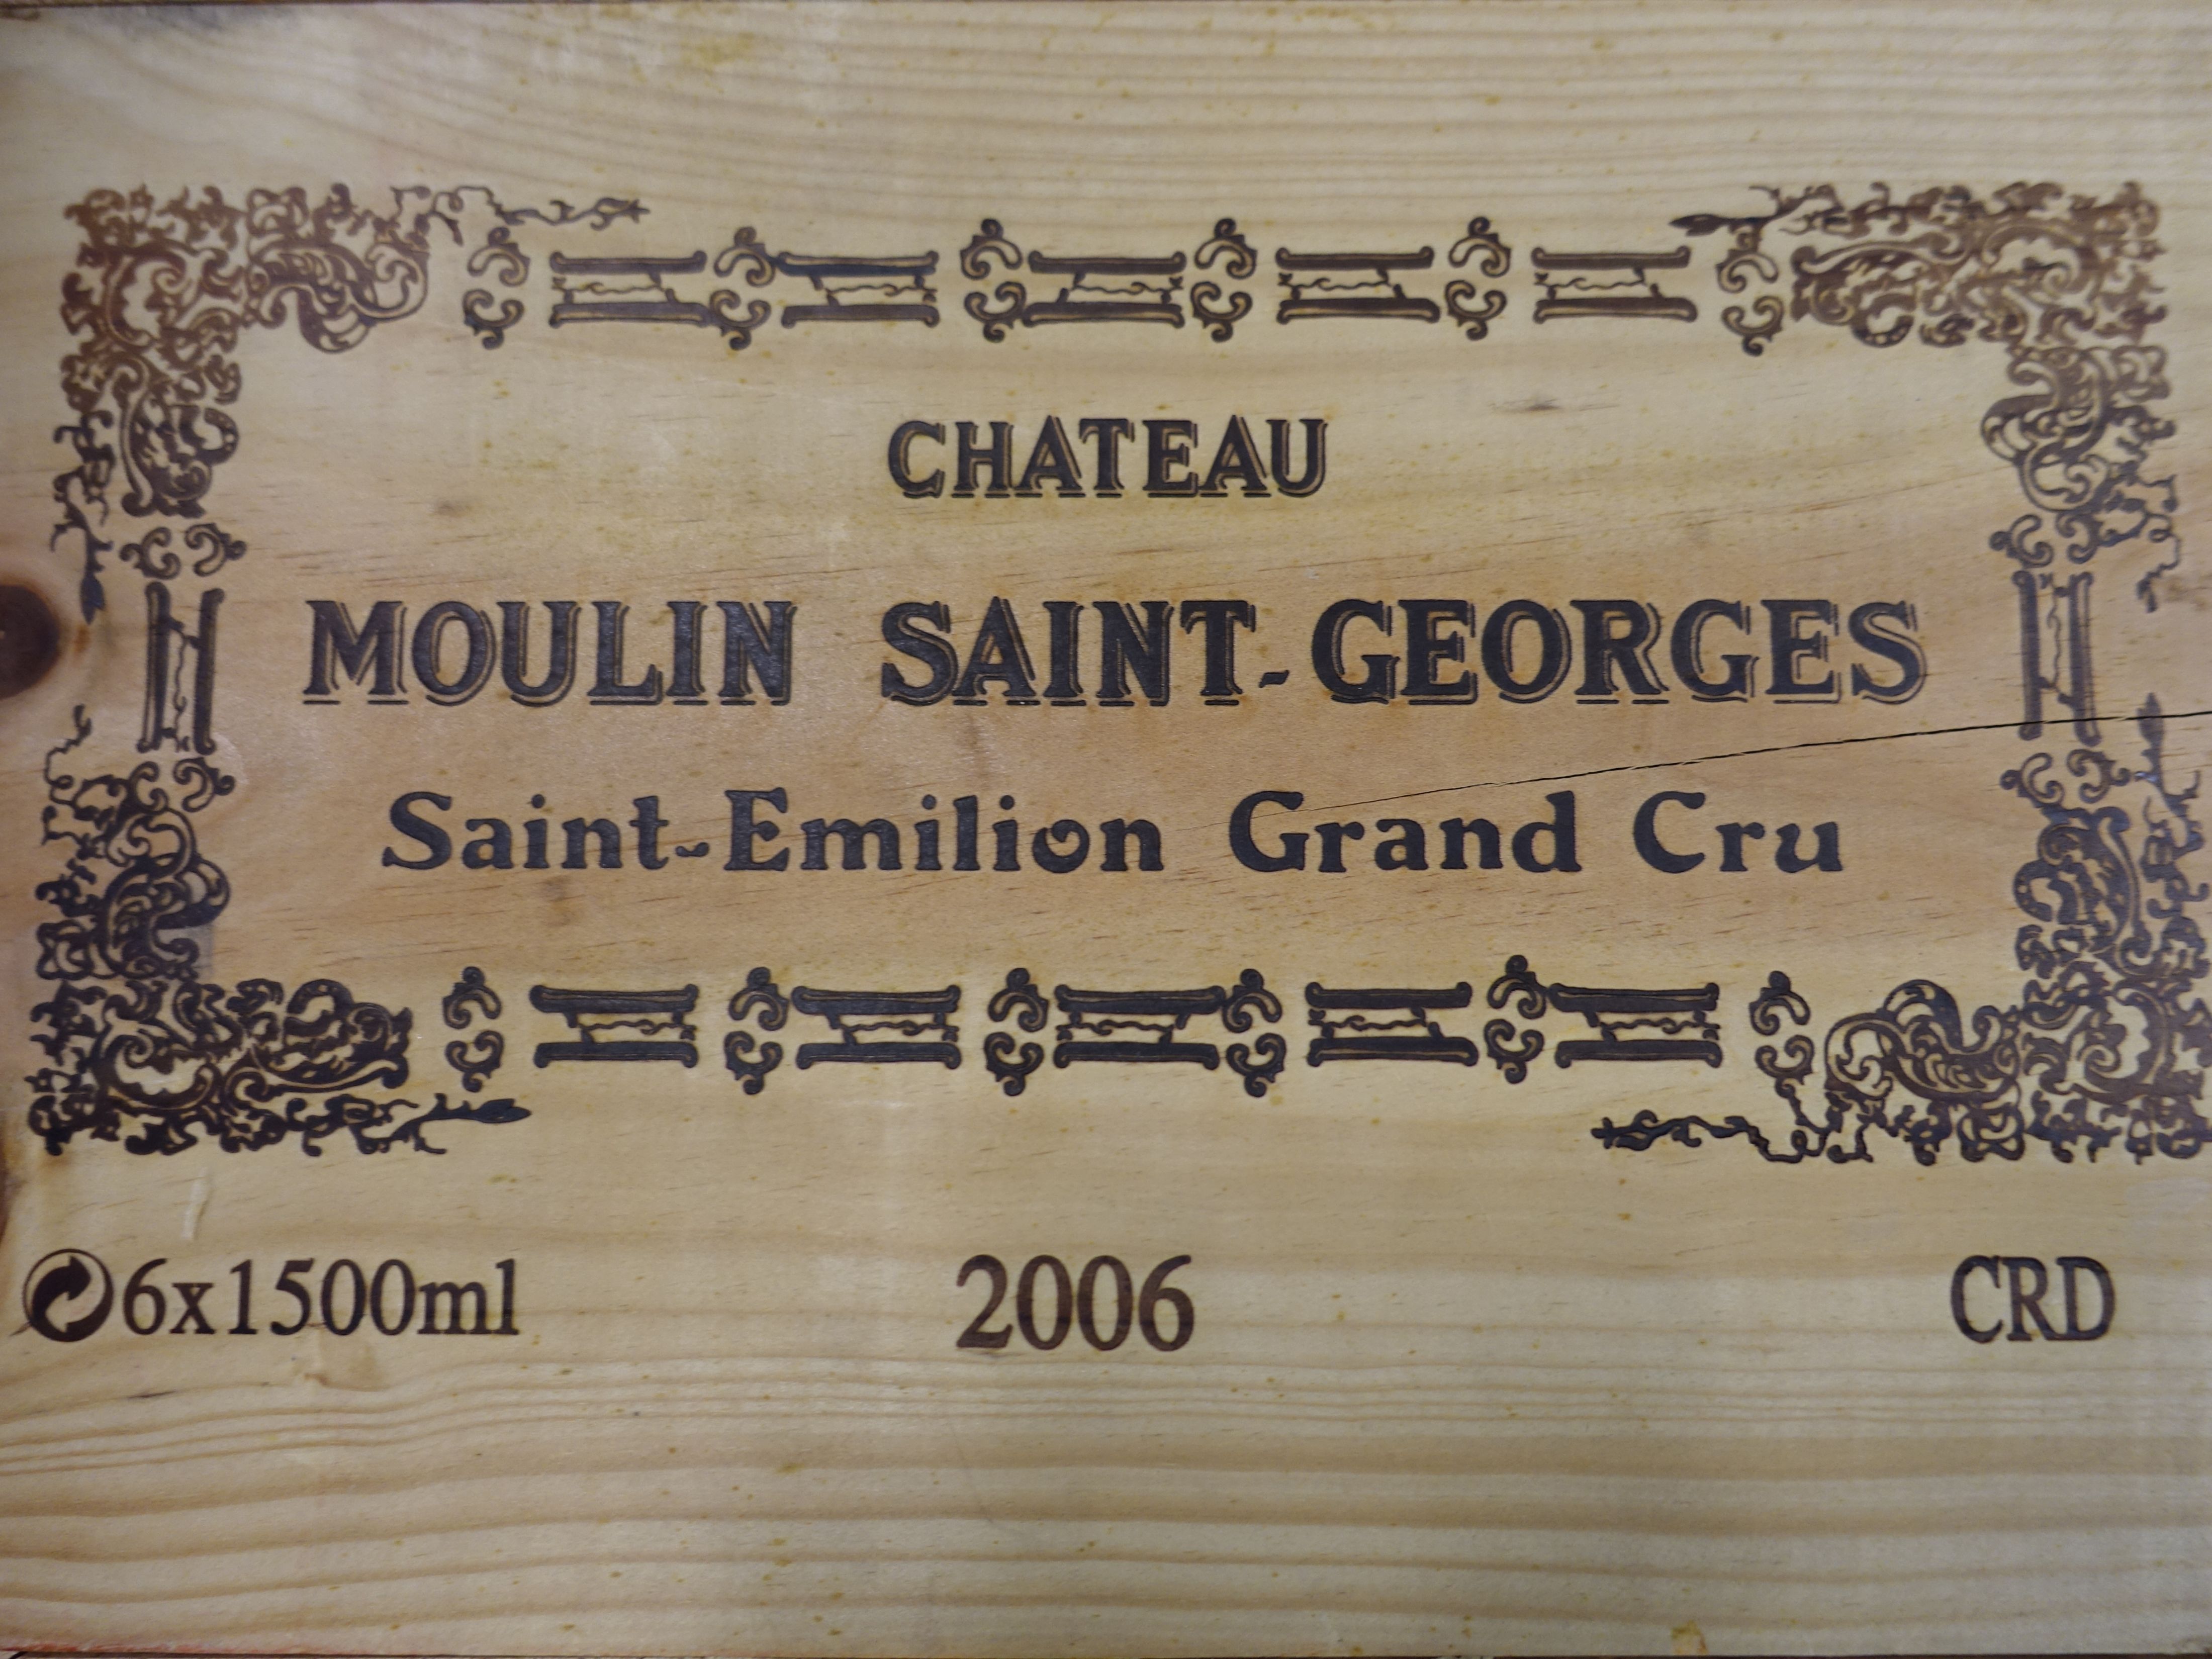 CHATEAU
MOULIN SAINT-GEORGES
Saint-Emilion Grand Cru
6x1500ml 2006 CRD